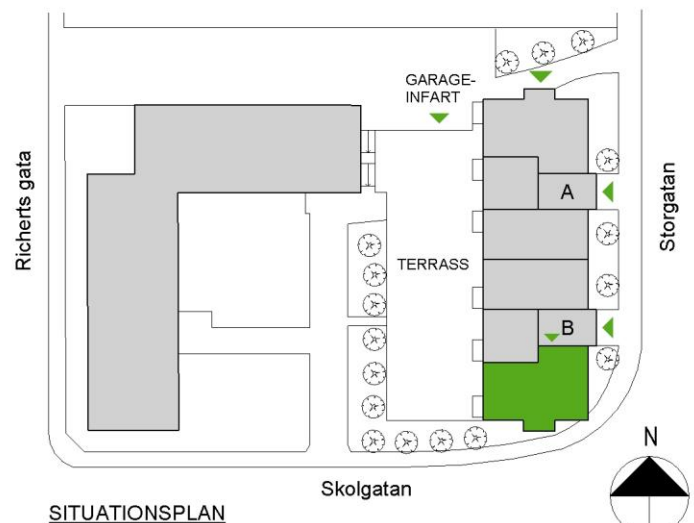 GARAGE-
INFART
A
Richerts gata
Storgatan
TERRASS
B
N
Skolgatan
SITUATIONSPLAN